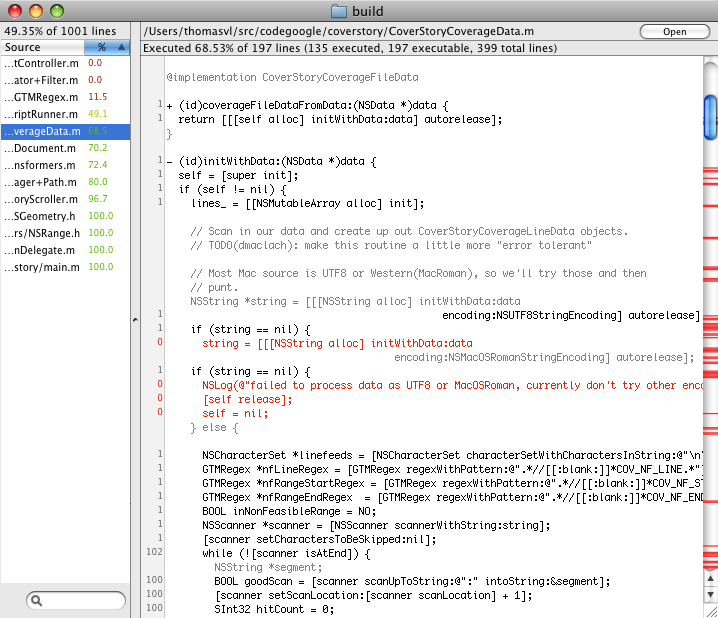 build
49.35% of 1001 lines
/Users/thomasvl/src/codegoogle/coverstory/CoverStoryCoverageData.m
Open
Source %
Executed 68.53% of 197 lines (135 executed, 197 executable, 399 total lines)
...tController.m 0.0
...ator+Filter.m 0.0
...GTMRegex.m 11.5
...riptRunner.m 49.1
...verageData.m 68.5
...Document.m 70.2
...nsformers.m 72.4
...ager+Path.m 80.0
...oryScroller.m 96.7
...SGeometry.h 100.0
...rs/NSRange.h 100.0
...nDelegate.m 100.0
...story/main.m 100.0
@implementation CoverStoryCoverageFileData
1 + (id)coverageFileDataFromData:(NSData *)data {
1 return [[[self alloc] initWithData:data] autorelease];
}
1 - (id)initWithData:(NSData *)data {
1 self = [super init];
1 if (self != nil) {
1 lines_ = [[NSMutableArray alloc] init];
// Scan in our data and create up out CoverStoryCoverageLineData objects.
// TODO(dmaclach): make this routine a little more "error tolerant"
// Most Mac source is UTF8 or Western(MacRoman), so we'll try those and then
// punt.
NSString *string = [[[NSString alloc] initWithData:data
1 encoding:NSUTF8StringEncoding] autorelease]
1 if (string == nil) {
0 string = [[[NSString alloc] initWithData:data
encoding:NSMacOSRomanStringEncoding] autorelease];
1 if (string == nil) {
0 NSLog(@"failed to process data as UTF8 or MacOSRoman, currently don't try other enco
0 [self release];
0 self = nil;
} else {
1 NSCharacterSet *linefeeds = [NSCharacterSet characterSetWithCharactersInString:@"\n"
1 GTMRegex *nfLineRegex = [GTMRegex regexWithPattern:@".*//[[:blank:]]*COV_NF_LINE.*"]
1 GTMRegex *nfRangeStartRegex = [GTMRegex regexWithPattern:@".*//[[:blank:]]*COV_NF_ST
1 GTMRegex *nfRangeEndRegex = [GTMRegex regexWithPattern:@".*//[[:blank:]]*COV_NF_END
1 BOOL inNonFeasibleRange = NO;
1 NSScanner *scanner = [NSScanner scannerWithString:string];
1 [scanner setCharactersToBeSkipped:nil];
102 while (![scanner isAtEnd]) {
NSString *segment;
100 BOOL goodScan = [scanner scanUpToString:@":" intoString:&segment];
100 [scanner setScanLocation:[scanner scanLocation] + 1];
100 SInt32 hitCount = 0;